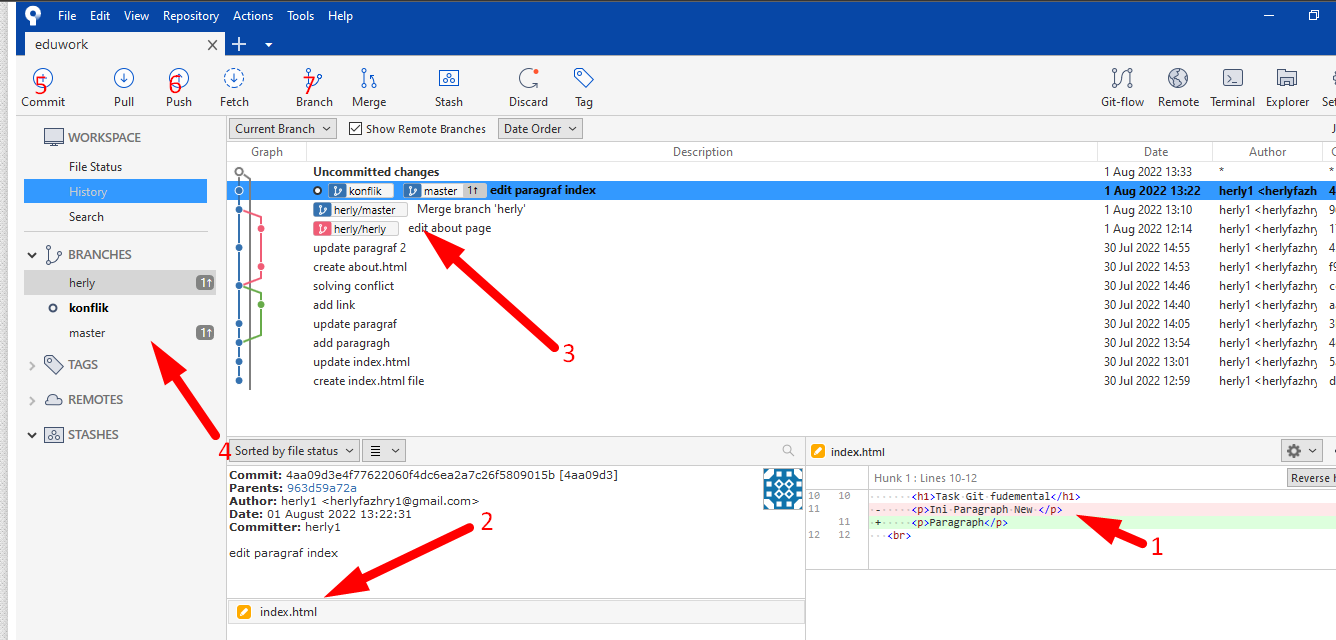 File Edit View Repository Actions Tools Help
eduwork
Commit Pull Push Fetch Branch Merge Stash Discard Tag Git-flow Remote Terminal Explorer
5 6 7
WORKSPACE
File Status
History
Search
BRANCHES
herly 1↑
konflik
master 1↑
TAGS
REMOTES
STASHES
4
Current Branch Show Remote Branches Date Order
Graph Description Date Author
Uncommitted changes 1 Aug 2022 13:33 * *
konflik master 1↑ edit paragraf index 1 Aug 2022 13:22 herly1 <herlyfazh 4
herly/master Merge branch 'herly' 1 Aug 2022 13:10 herly1 <herlyfazhry 9
herly/herly edit about page 1 Aug 2022 12:14 herly1 <herlyfazhry 17
update paragraf 2 30 Jul 2022 14:55 herly1 <herlyfazhry 4
create about.html 30 Jul 2022 14:53 herly1 <herlyfazhry f9
solving conflict 30 Jul 2022 14:46 herly1 <herlyfazhry c
add link 30 Jul 2022 14:40 herly1 <herlyfazhry a
update paragraf 30 Jul 2022 14:05 herly1 <herlyfazhry 3
add paragragh 30 Jul 2022 13:54 herly1 <herlyfazhry 4
update index.html 30 Jul 2022 13:01 herly1 <herlyfazhry 5
create index.html file 30 Jul 2022 12:59 herly1 <herlyfazhry d
3
Sorted by file status
Commit: 4aa09d3e4f77622060f4dc6ea2a7c26f5809015b [4aa09d3]
Parents: 963d59a72a
Author: herly1 <herlyfazhry1@gmail.com>
Date: 01 August 2022 13:22:31
Committer: herly1
edit paragraf index
2
index.html
index.html
Hunk 1 : Lines 10-12 Reverse
10 10 <h1>Task Git fudemental</h1>
11 - <p>Ini Paragraph New </p>
11 + <p>Paragraph</p>
12 12 <br>
1